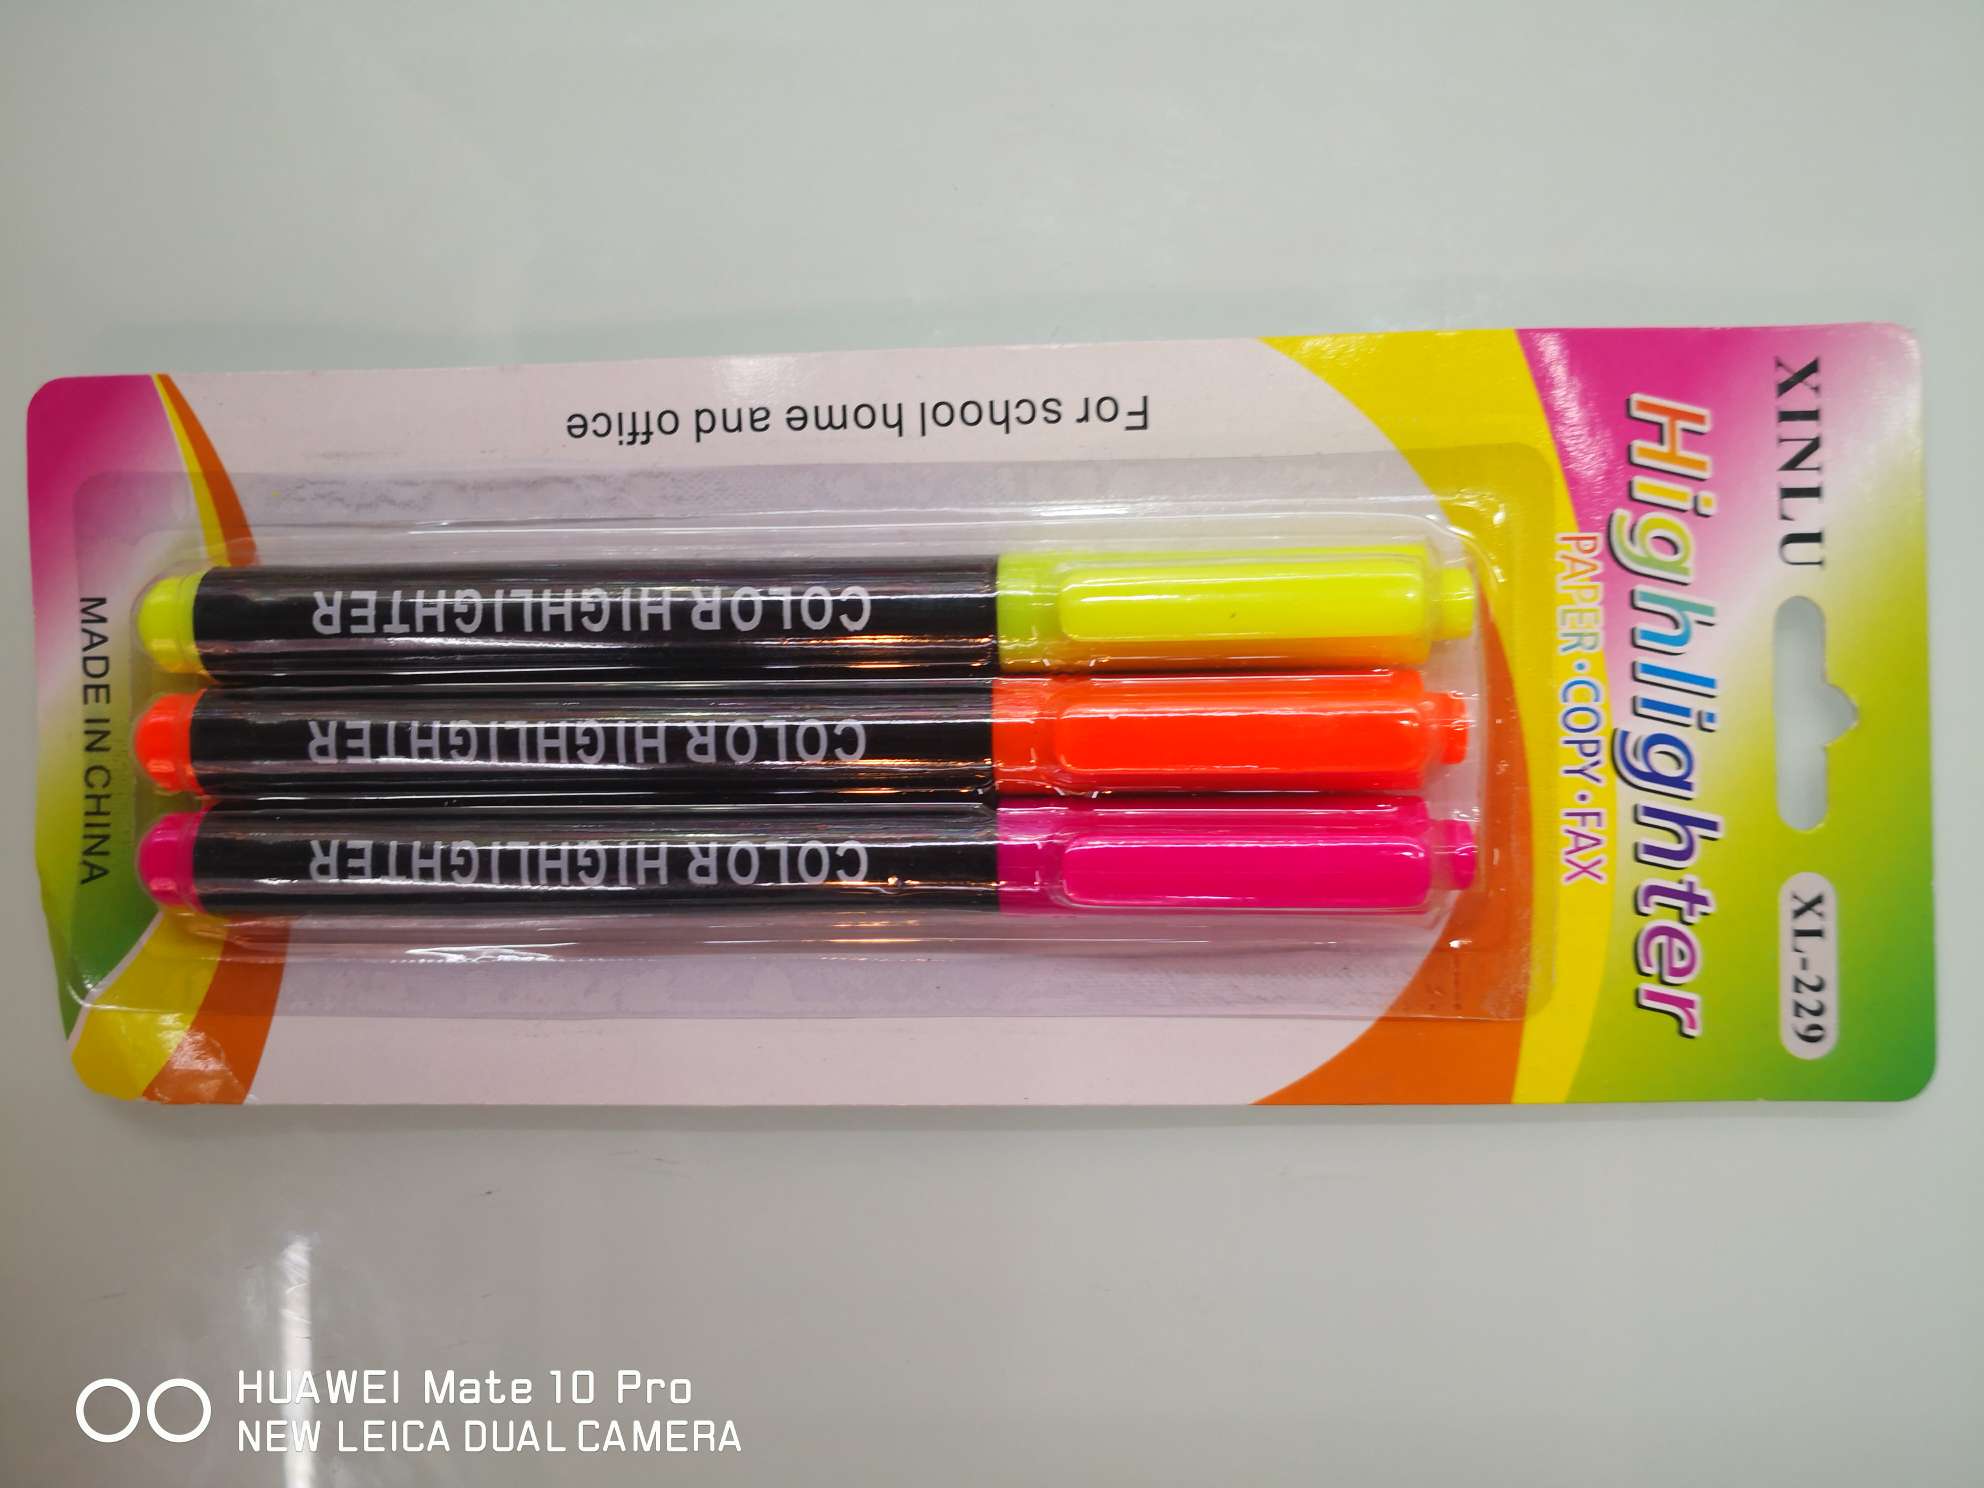 XINLU
XL-229
Highlighter
PAPER·COPY·FAX
For school home and office
COLOR HIGHLIGHTER
COLOR HIGHLIGHTER
COLOR HIGHLIGHTER
MADE IN CHINA
HUAWEI Mate 10 Pro
NEW LEICA DUAL CAMERA